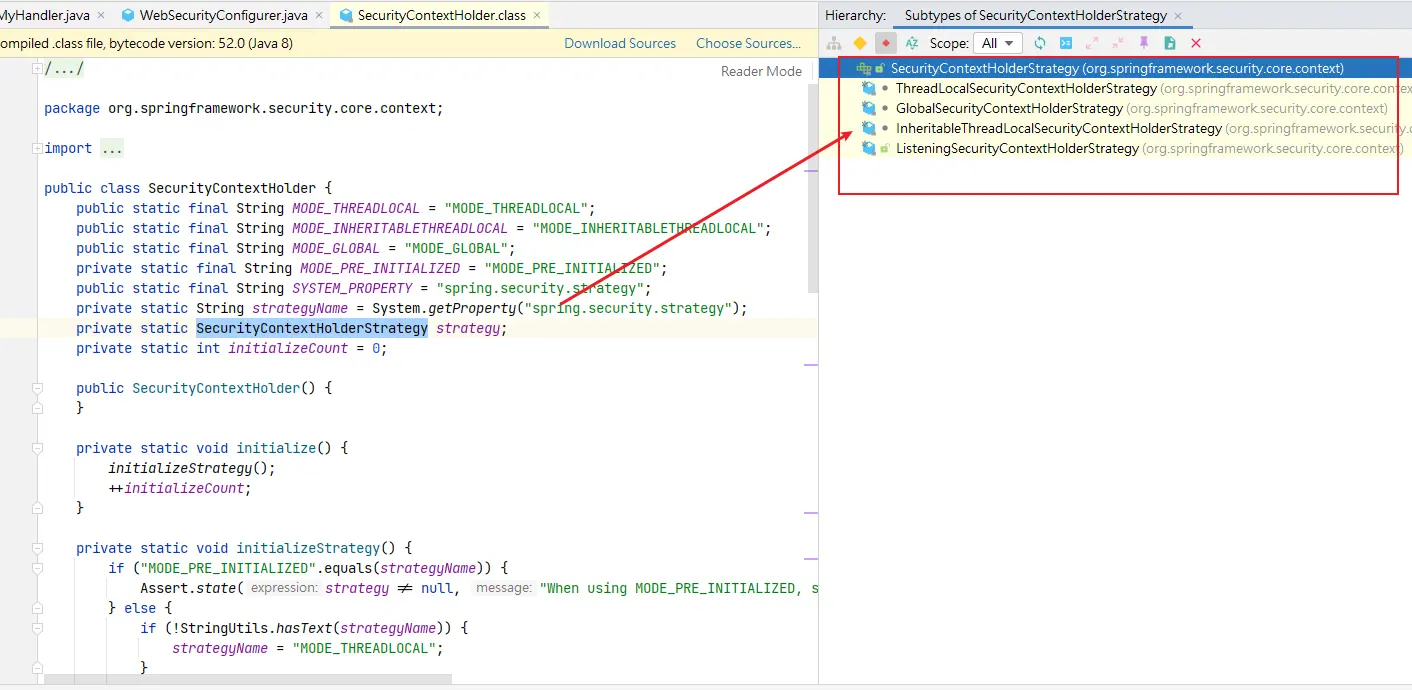 MyHandler.java × WebSecurityConfigurer.java × SecurityContextHolder.class ×
ompiled .class file, bytecode version: 52.0 (Java 8) Download Sources Choose Sources...
Reader Mode
/.../
package org.springframework.security.core.context;
import ...
public class SecurityContextHolder {
public static final String MODE_THREADLOCAL = "MODE_THREADLOCAL";
public static final String MODE_INHERITABLETHREADLOCAL = "MODE_INHERITABLETHREADLOCAL";
public static final String MODE_GLOBAL = "MODE_GLOBAL";
private static final String MODE_PRE_INITIALIZED = "MODE_PRE_INITIALIZED";
public static final String SYSTEM_PROPERTY = "spring.security.strategy";
private static String strategyName = System.getProperty("spring.security.strategy");
private static SecurityContextHolderStrategy strategy;
private static int initializeCount = 0;
public SecurityContextHolder() {
}
private static void initialize() {
initializeStrategy();
++initializeCount;
}
private static void initializeStrategy() {
if ("MODE_PRE_INITIALIZED".equals(strategyName)) {
Assert.state( expression: strategy ≠ null, message: "When using MODE_PRE_INITIALIZED, s
} else {
if (!StringUtils.hasText(strategyName)) {
strategyName = "MODE_THREADLOCAL";
}
Hierarchy: Subtypes of SecurityContextHolderStrategy ×
Scope: All
SecurityContextHolderStrategy (org.springframework.security.core.context)
ThreadLocalSecurityContextHolderStrategy (org.springframework.security.core.contex
GlobalSecurityContextHolderStrategy (org.springframework.security.core.context)
InheritableThreadLocalSecurityContextHolderStrategy (org.springframework.security.c
ListeningSecurityContextHolderStrategy (org.springframework.security.core.context)